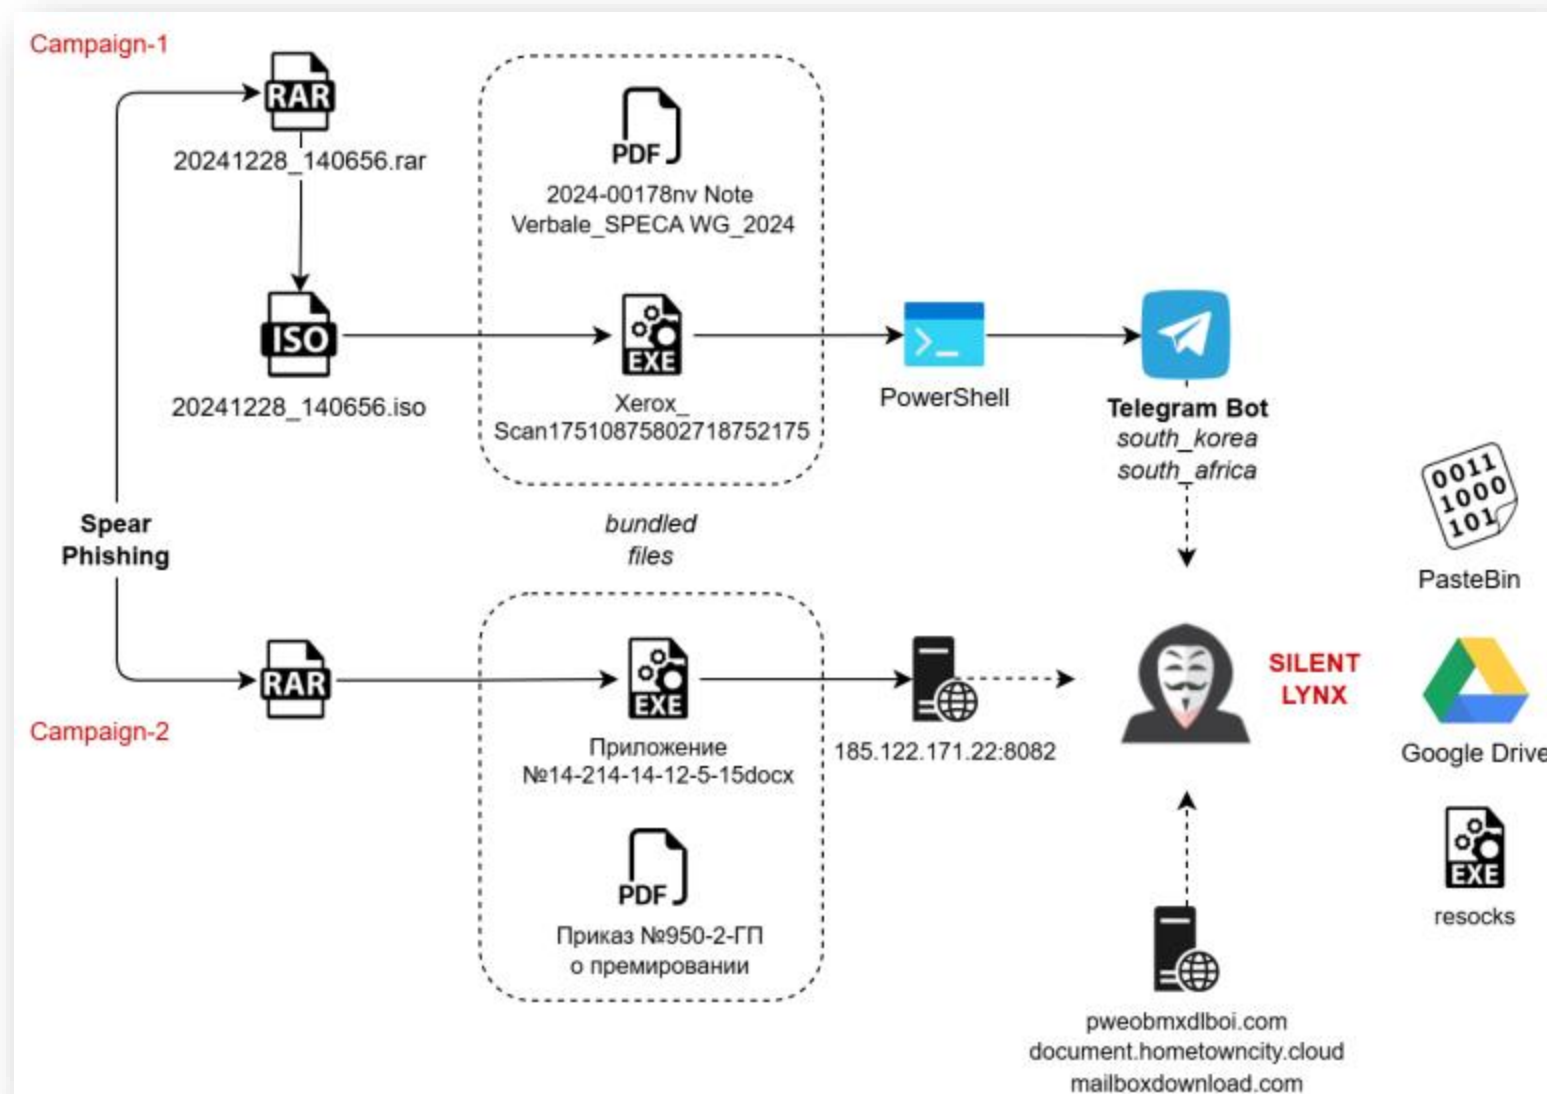 Campaign-1
RAR
20241228_140656.rar
PDF
2024-00178nv Note
Verbale_SPECA WG_2024
ISO
20241228_140656.iso
EXE
Xerox_
Scan17510875802718752175
>_
PowerShell
Telegram Bot
south_korea
south_africa
Spear
Phishing
bundled
files
0011
1000
101
PasteBin
RAR
Campaign-2
EXE
Приложение
№14-214-14-12-5-15docx
185.122.171.22:8082
SILENT
LYNX
Google Drive
PDF
Приказ №950-2-ГП
о премировании
EXE
resocks
pweobmxdlboi.com
document.hometowncity.cloud
mailboxdownload.com